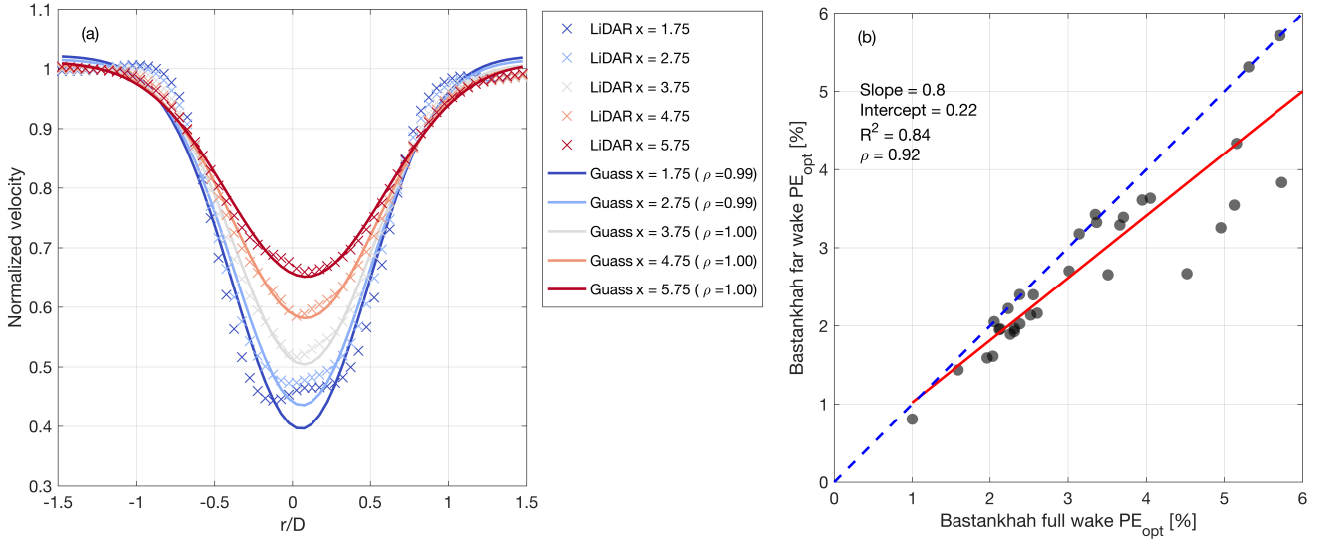 1.1
1
0.9
0.8
0.7
0.6
0.5
0.4
0.3
Normalized velocity
(a)
-1.5
-1
-0.5
0
0.5
1
1.5
r/D
LiDAR x = 1.75
LiDAR x = 2.75
LiDAR x = 3.75
LiDAR x = 4.75
LiDAR x = 5.75
Guass x = 1.75 ( ρ =0.99)
Guass x = 2.75 ( ρ =0.99)
Guass x = 3.75 ( ρ =1.00)
Guass x = 4.75 ( ρ =1.00)
Guass x = 5.75 ( ρ =1.00)
6
5
4
3
2
1
0
Bastankhah far wake PE_opt [%]
(b)
Slope = 0.8
Intercept = 0.22
R² = 0.84
ρ = 0.92
0
1
2
3
4
5
6
Bastankhah full wake PE_opt [%]